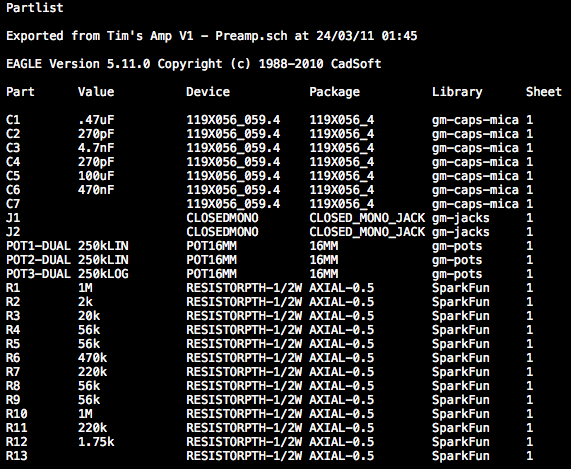 Partlist
Exported from Tim's Amp V1 - Preamp.sch at 24/03/11 01:45
EAGLE Version 5.11.0 Copyright (c) 1988-2010 CadSoft
Part Value Device Package Library Sheet
C1 .47uF 119X056_059.4 119X056_4 gm-caps-mica 1
C2 270pF 119X056_059.4 119X056_4 gm-caps-mica 1
C3 4.7nF 119X056_059.4 119X056_4 gm-caps-mica 1
C4 270pF 119X056_059.4 119X056_4 gm-caps-mica 1
C5 100uF 119X056_059.4 119X056_4 gm-caps-mica 1
C6 470nF 119X056_059.4 119X056_4 gm-caps-mica 1
C7 119X056_059.4 119X056_4 gm-caps-mica 1
J1 CLOSEDMONO CLOSED_MONO_JACK gm-jacks 1
J2 CLOSEDMONO CLOSED_MONO_JACK gm-jacks 1
POT1-DUAL 250kLIN POT16MM 16MM gm-pots 1
POT2-DUAL 250kLIN POT16MM 16MM gm-pots 1
POT3-DUAL 250kLOG POT16MM 16MM gm-pots 1
R1 1M RESISTORPTH-1/2W AXIAL-0.5 SparkFun 1
R2 2k RESISTORPTH-1/2W AXIAL-0.5 SparkFun 1
R3 20k RESISTORPTH-1/2W AXIAL-0.5 SparkFun 1
R4 56k RESISTORPTH-1/2W AXIAL-0.5 SparkFun 1
R5 56k RESISTORPTH-1/2W AXIAL-0.5 SparkFun 1
R6 470k RESISTORPTH-1/2W AXIAL-0.5 SparkFun 1
R7 220k RESISTORPTH-1/2W AXIAL-0.5 SparkFun 1
R8 56k RESISTORPTH-1/2W AXIAL-0.5 SparkFun 1
R9 56k RESISTORPTH-1/2W AXIAL-0.5 SparkFun 1
R10 1M RESISTORPTH-1/2W AXIAL-0.5 SparkFun 1
R11 220k RESISTORPTH-1/2W AXIAL-0.5 SparkFun 1
R12 1.75k RESISTORPTH-1/2W AXIAL-0.5 SparkFun 1
R13 RESISTORPTH-1/2W AXIAL-0.5 SparkFun 1